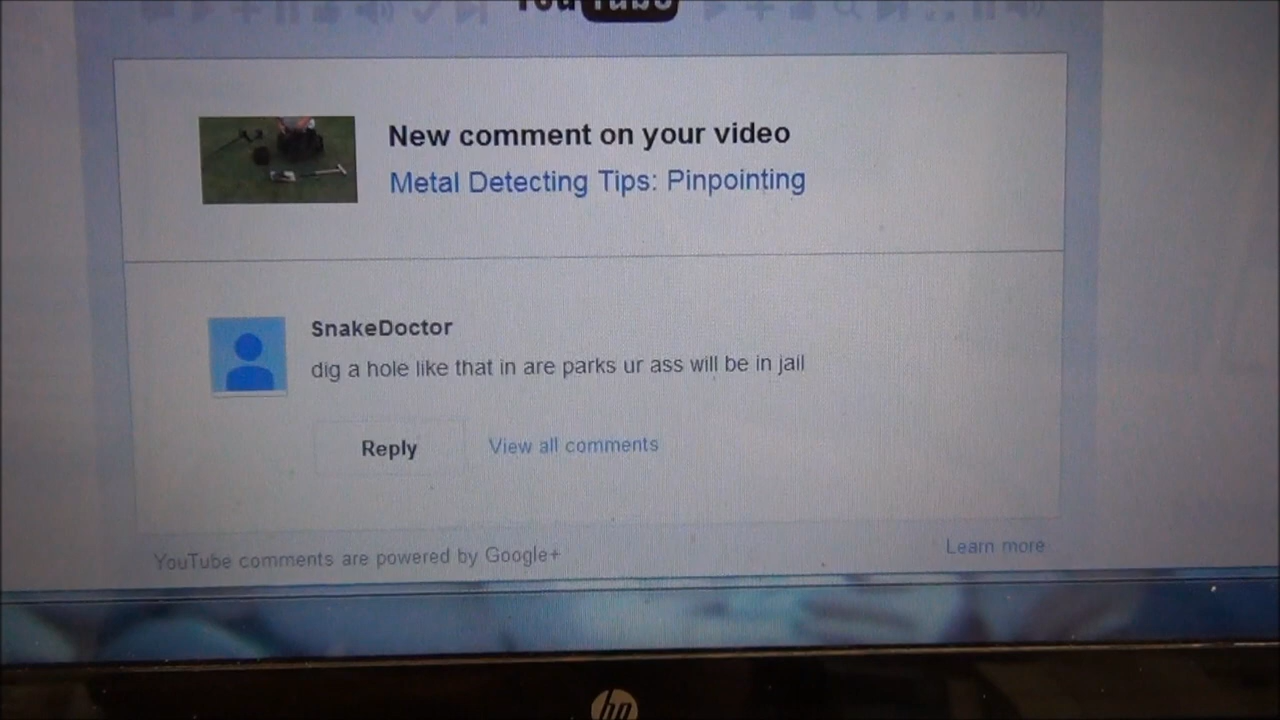 YouTube
New comment on your video
Metal Detecting Tips: Pinpointing
SnakeDoctor
dig a hole like that in are parks ur ass will be in jail
Reply
View all comments
YouTube comments are powered by Google+
Learn more
hp